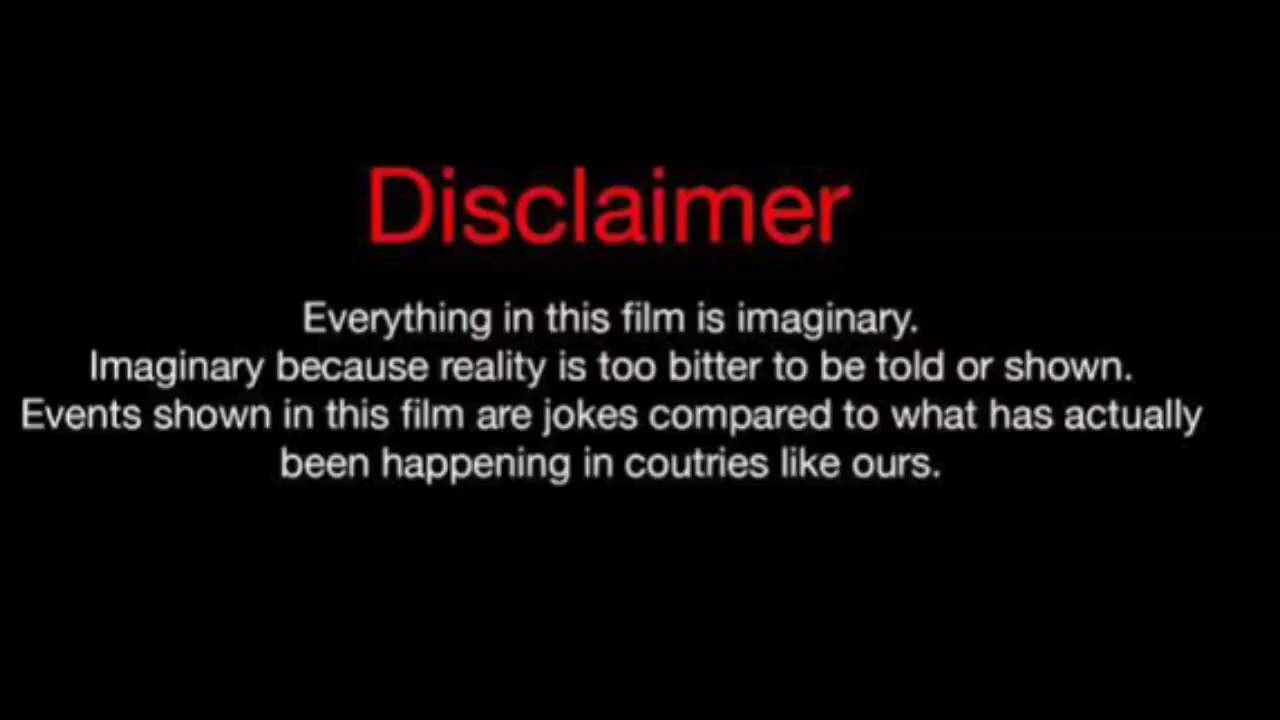 Disclaimer
Everything in this film is imaginary.
Imaginary because reality is too bitter to be told or shown.
Events shown in this film are jokes compared to what has actually
been happening in coutries like ours.